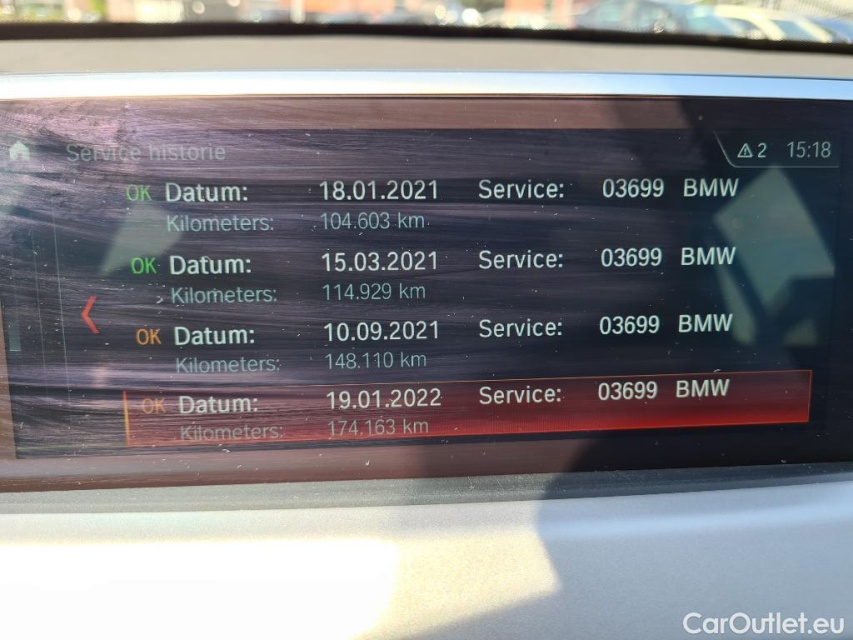 Service historie
2 15:18
OK Datum: 18.01.2021 Service: 03699 BMW
Kilometers: 104.603 km
OK Datum: 15.03.2021 Service: 03699 BMW
Kilometers: 114.929 km
OK Datum: 10.09.2021 Service: 03699 BMW
Kilometers: 148.110 km
OK Datum: 19.01.2022 Service: 03699 BMW
Kilometers: 174.163 km
CarOutlet.eu